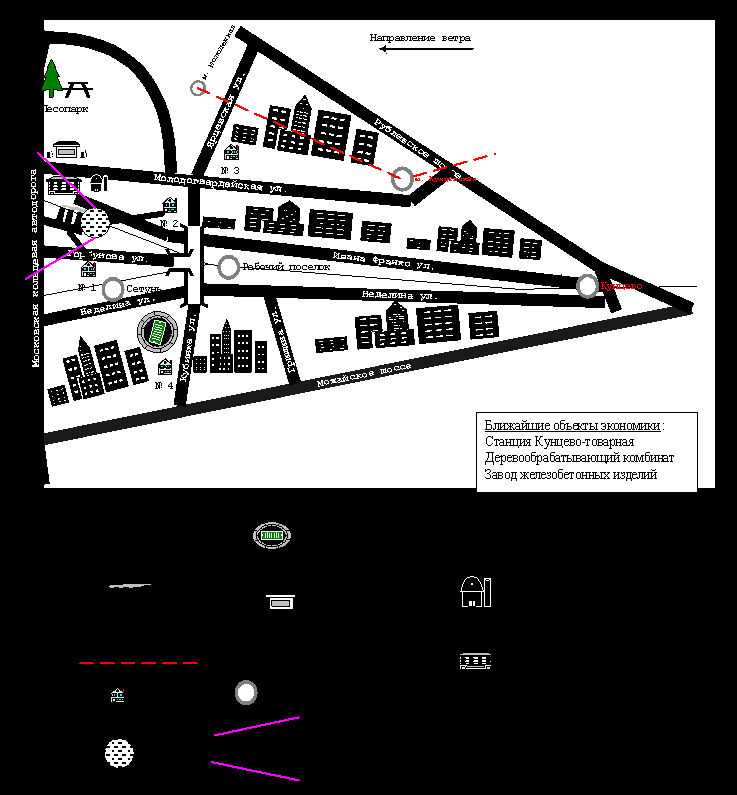 Направление ветра
м. Молодежная
Ярцевская ул.
Рублевское шоссе
Лесопарк
№ 3
Молодогвардейская ул.
№ 2
Московская кольцевая автодорога
Горбунова ул.
Ивана Франко ул.
Рабочий поселок
№ 1
Сетунь
Кунцево
Неделина ул.
Неделина ул.
Кубинка ул.
№ 4
Можайское шоссе
Ближайшие объекты экономики:
Станция Кунцево-товарная
Деревообрабатывающий комбинат
Завод железобетонных изделий